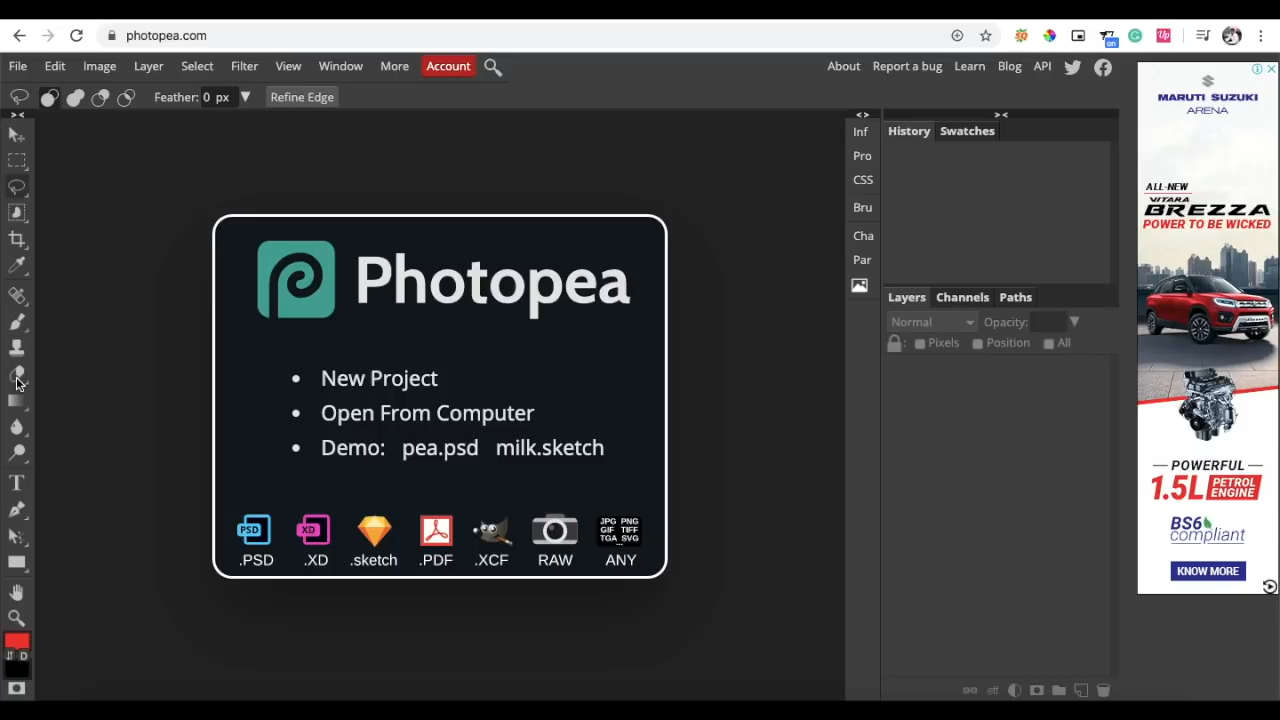 photopea.com
on
Up
File Edit Image Layer Select Filter View Window More Account
About Report a bug Learn Blog API
Feather: 0 px Refine Edge
Inf
Pro
CSS
Bru
Cha
Par
History Swatches
Layers Channels Paths
Normal Opacity:
Pixels Position All
eff
T
D
Photopea
New Project
Open From Computer
Demo: pea.psd milk.sketch
PSD XD JPG PNG
GIF TIFF
TGA SVG
.PSD .XD .sketch .PDF .XCF RAW ANY
MARUTI SUZUKI
ARENA
ALL-NEW
VITARA
BREZZA
POWER TO BE WICKED
POWERFUL
1.5L PETROL
ENGINE
BS6
compliant
KNOW MORE